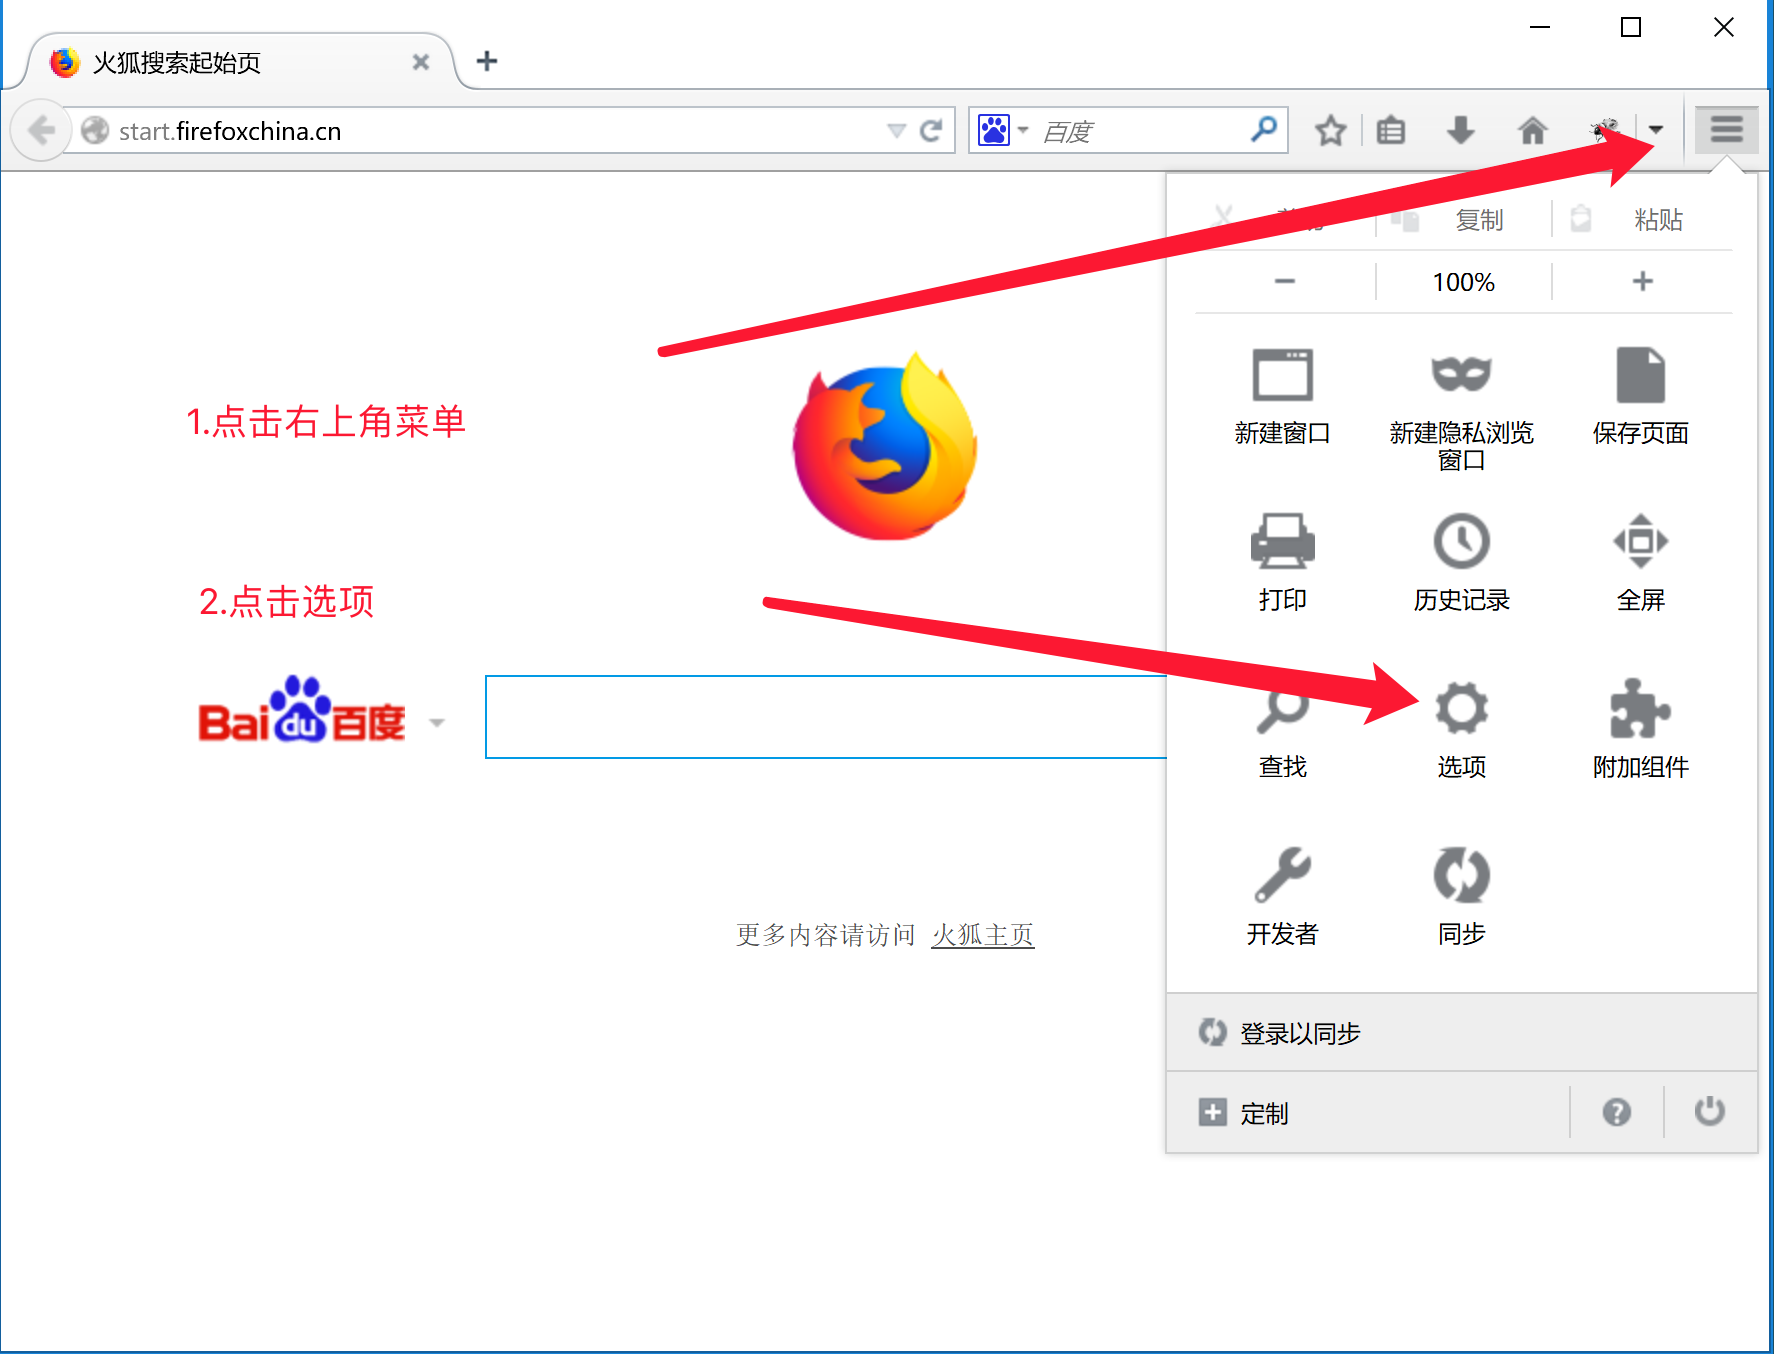 火狐搜索起始页
start.firefoxchina.cn
百度
复制
粘贴
100%
1.点击右上角菜单
新建窗口
新建隐私浏览
窗口
保存页面
打印
历史记录
全屏
2.点击选项
Bai du 百度
查找
选项
附加组件
开发者
同步
更多内容请访问 火狐主页
登录以同步
定制